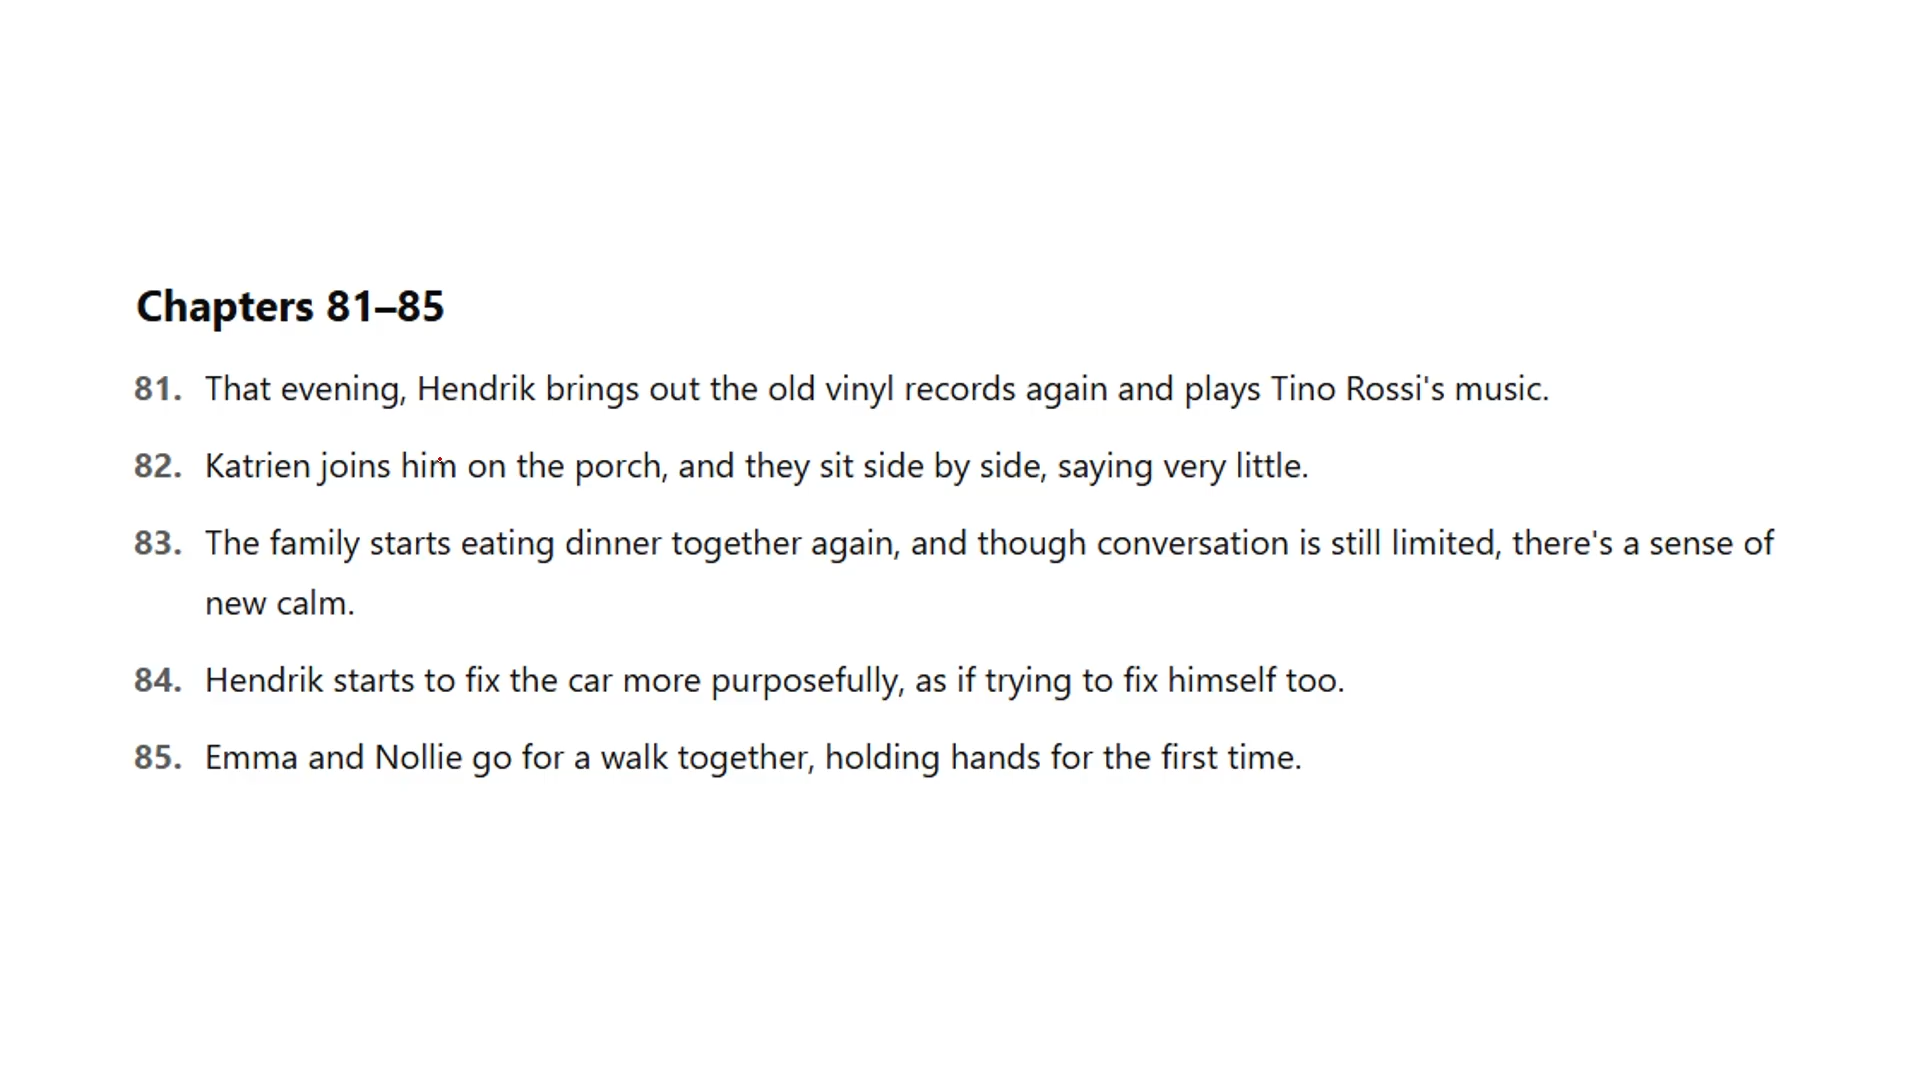 Chapters 81–85
81. That evening, Hendrik brings out the old vinyl records again and plays Tino Rossi's music.
82. Katrien joins him on the porch, and they sit side by side, saying very little.
83. The family starts eating dinner together again, and though conversation is still limited, there's a sense of
new calm.
84. Hendrik starts to fix the car more purposefully, as if trying to fix himself too.
85. Emma and Nollie go for a walk together, holding hands for the first time.